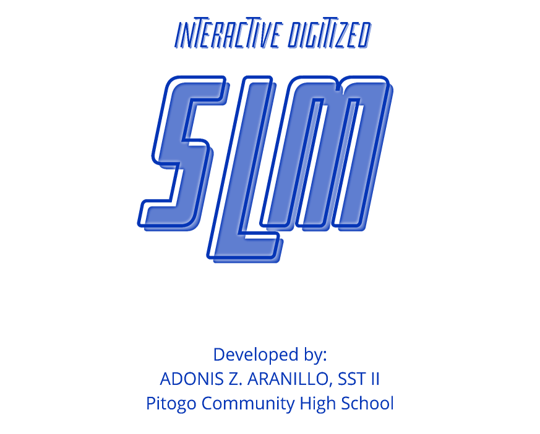 INTERACTIVE DIGITIZED
SLM
Developed by:
ADONIS Z. ARANILLO, SST II
Pitogo Community High School